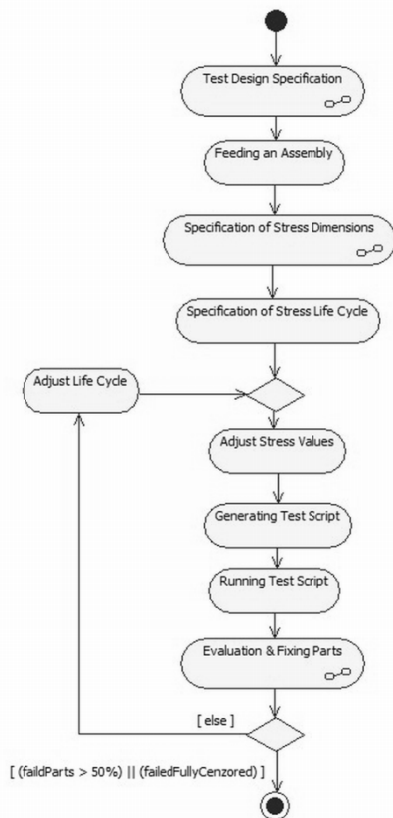 Test Design Specification
Feeding an Assembly
Specification of Stress Dimensions
Specification of Stress Life Cycle
Adjust Life Cycle
Adjust Stress Values
Generating Test Script
Running Test Script
Evaluation & Fixing Parts
[ else ]
[ (faildParts > 50%) || (failedFullyCenzored) ]